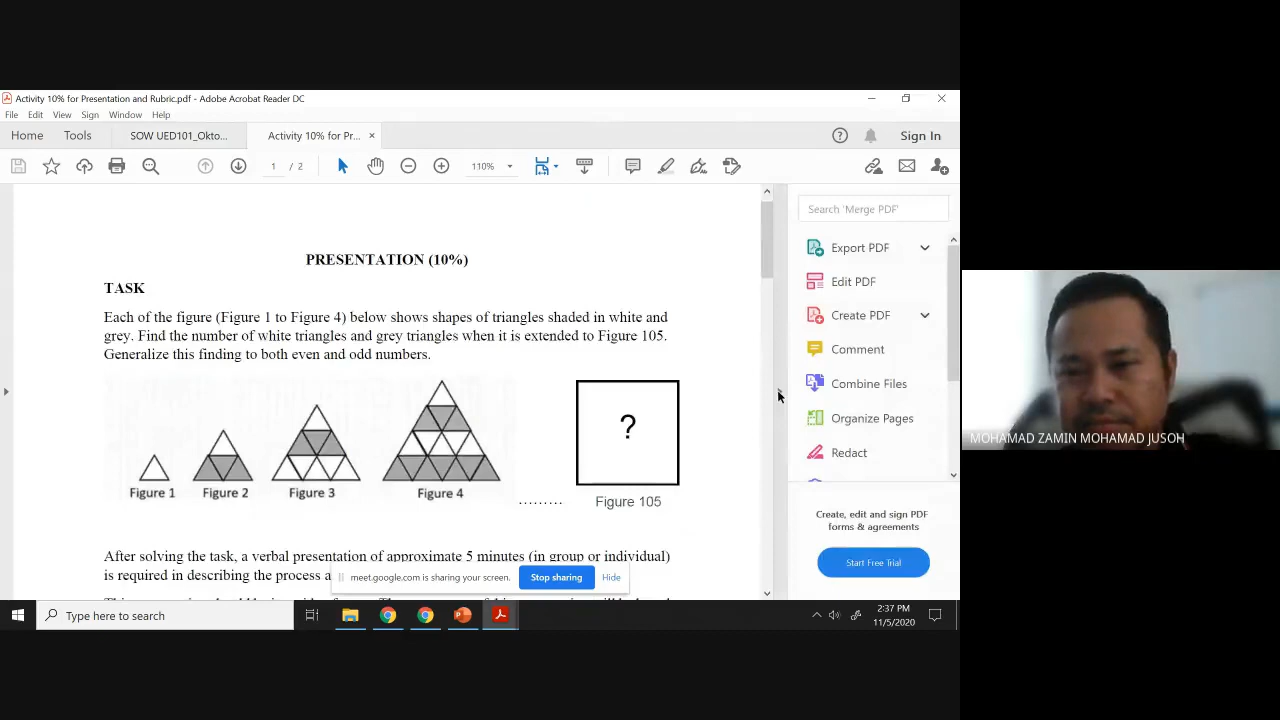 Activity 10% for Presentation and Rubric.pdf - Adobe Acrobat Reader DC
File Edit View Sign Window Help
Home Tools SOW UED101_Okto... Activity 10% for Pr... × Sign In
1 / 2 110%
Search 'Merge PDF'
PRESENTATION (10%)
TASK
Each of the figure (Figure 1 to Figure 4) below shows shapes of triangles shaded in white and
grey. Find the number of white triangles and grey triangles when it is extended to Figure 105.
Generalize this finding to both even and odd numbers.
?
Figure 1 Figure 2 Figure 3 Figure 4
......... Figure 105
After solving the task, a verbal presentation of approximate 5 minutes (in group or individual)
is required in describing the process a
meet.google.com is sharing your screen. Stop sharing Hide
Export PDF
Edit PDF
Create PDF
Comment
Combine Files
Organize Pages
Redact
Create, edit and sign PDF
forms & agreements
Start Free Trial
MOHAMAD ZAMIN MOHAMAD JUSOH
Type here to search
2:37 PM
11/5/2020